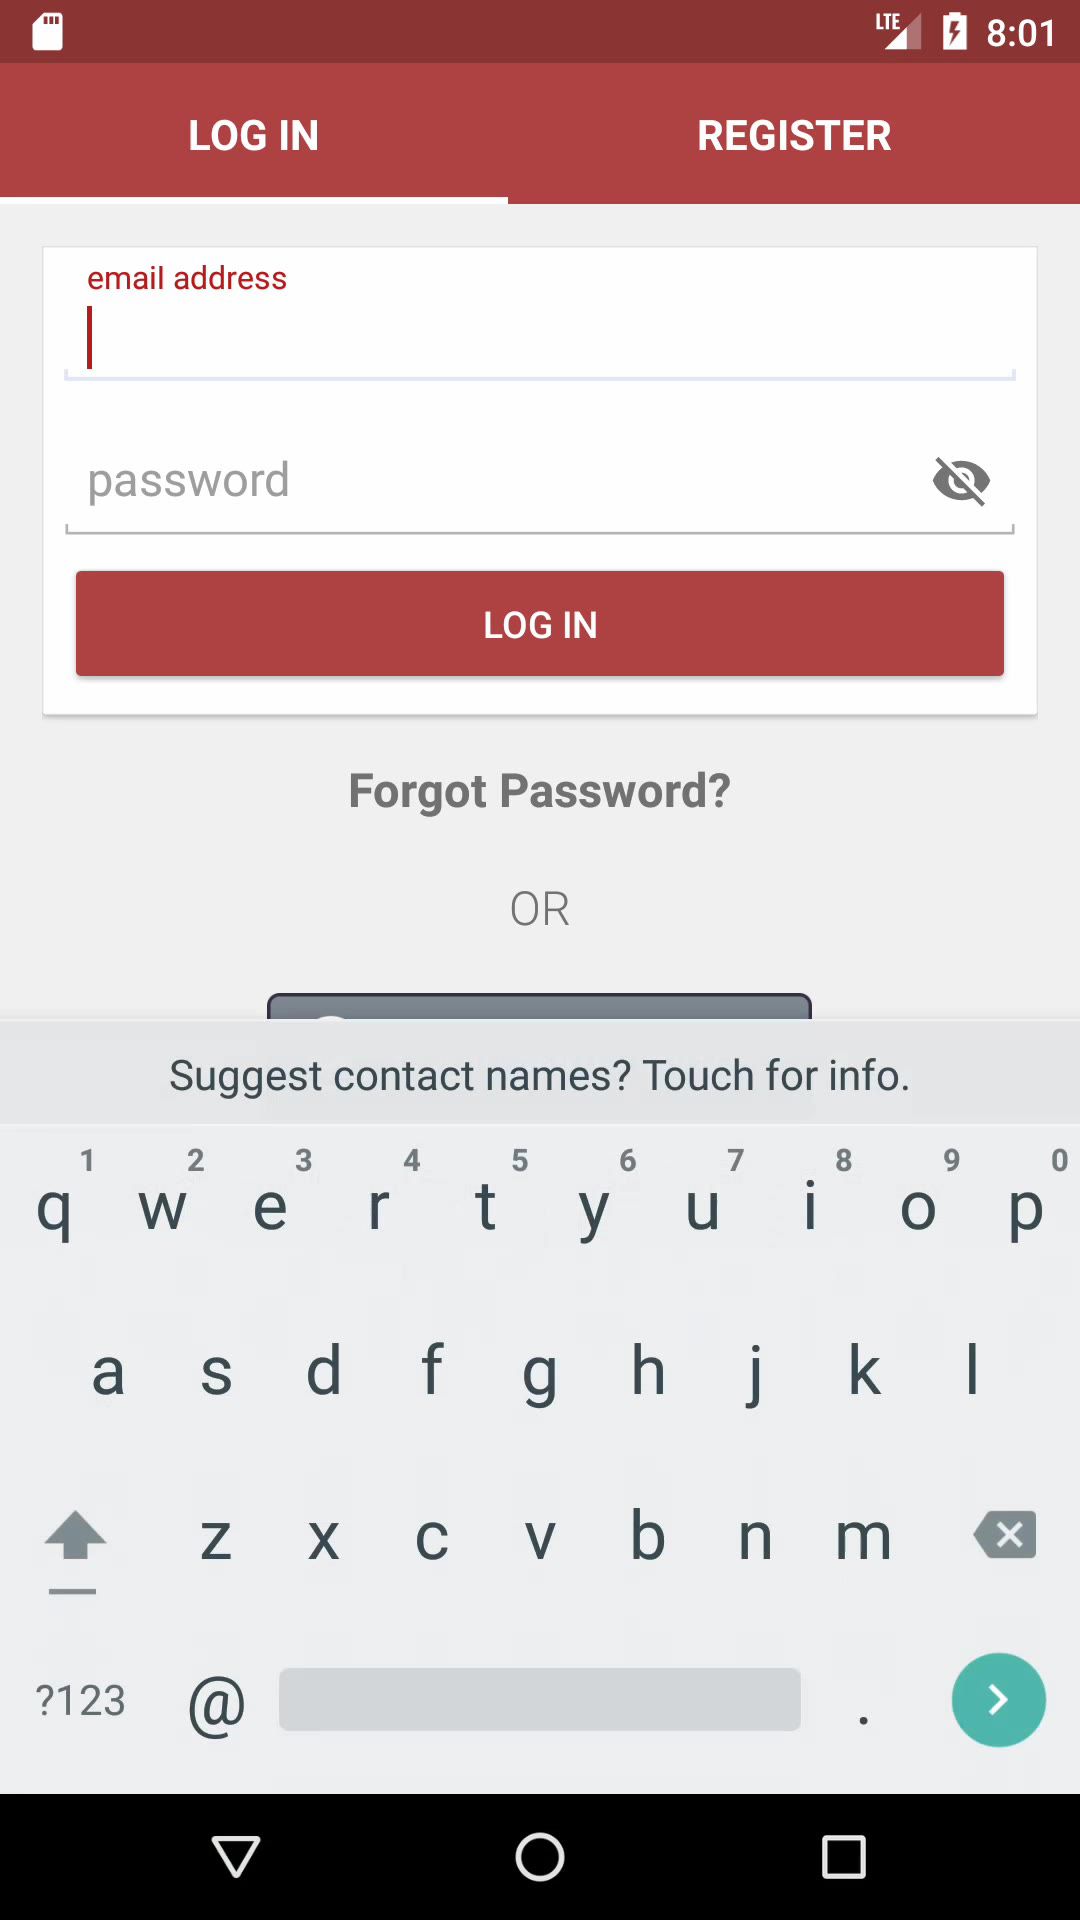 LTE 8:01
LOG IN REGISTER
email address
password
LOG IN
Forgot Password?
OR
Suggest contact names? Touch for info.
1 2 3 4 5 6 7 8 9 0
q w e r t y u i o p
a s d f g h j k l
z x c v b n m
?123 @ .